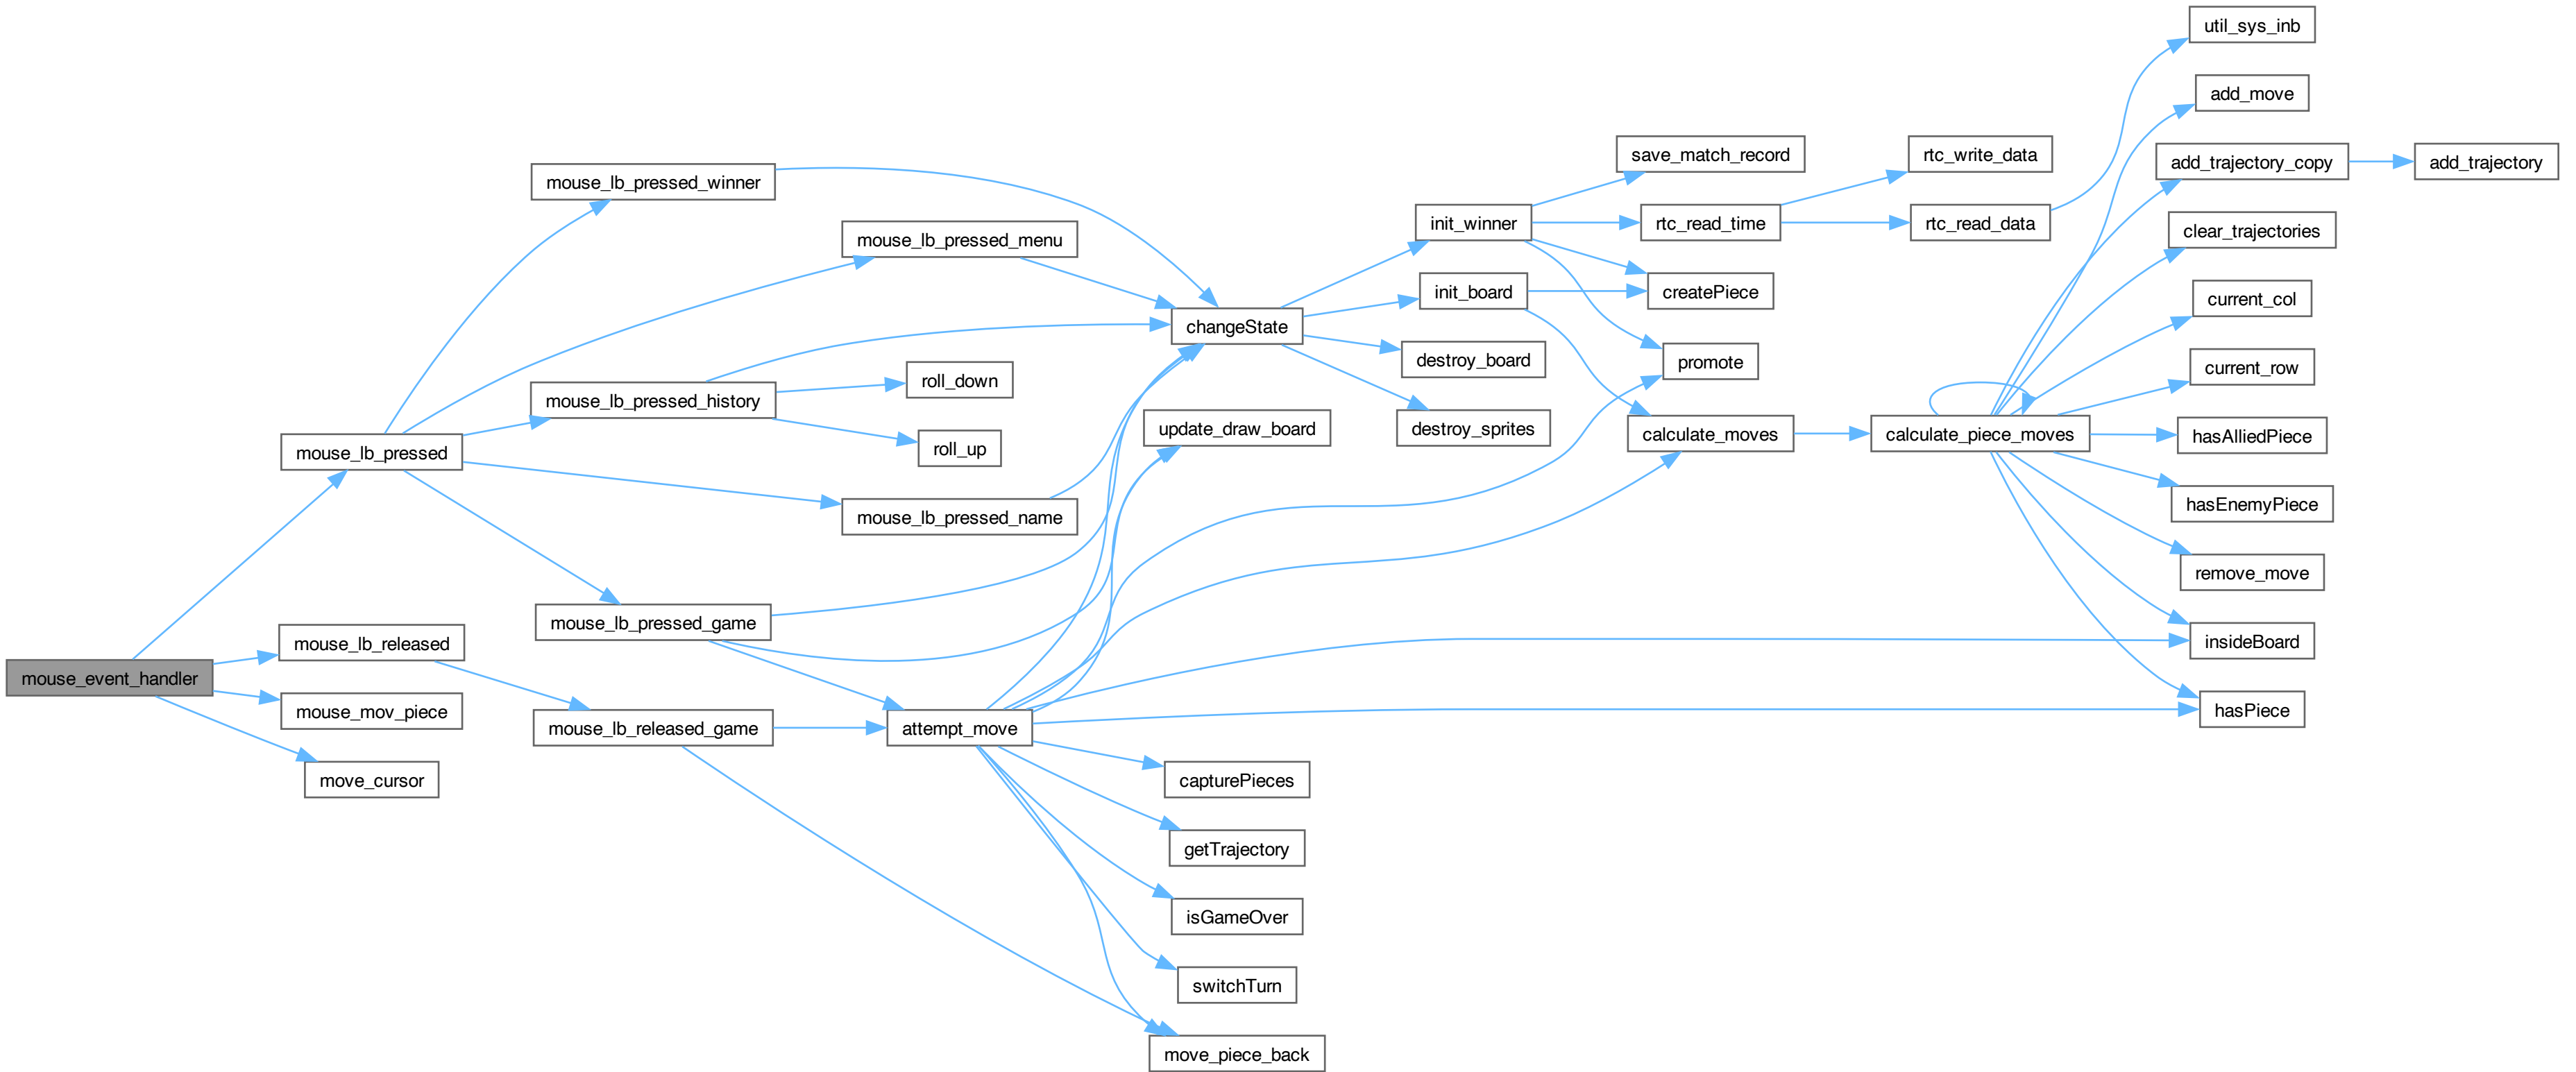 mouse_event_handler
mouse_lb_pressed
mouse_lb_released
mouse_mov_piece
move_cursor
mouse_lb_pressed_winner
mouse_lb_pressed_menu
mouse_lb_pressed_history
roll_down
roll_up
mouse_lb_pressed_name
mouse_lb_pressed_game
mouse_lb_released_game
attempt_move
changeState
update_draw_board
capturePieces
getTrajectory
isGameOver
switchTurn
move_piece_back
init_winner
init_board
destroy_board
destroy_sprites
save_match_record
rtc_read_time
createPiece
promote
calculate_moves
rtc_write_data
rtc_read_data
calculate_piece_moves
util_sys_inb
add_move
add_trajectory_copy
clear_trajectories
current_col
current_row
hasAlliedPiece
hasEnemyPiece
remove_move
insideBoard
hasPiece
add_trajectory